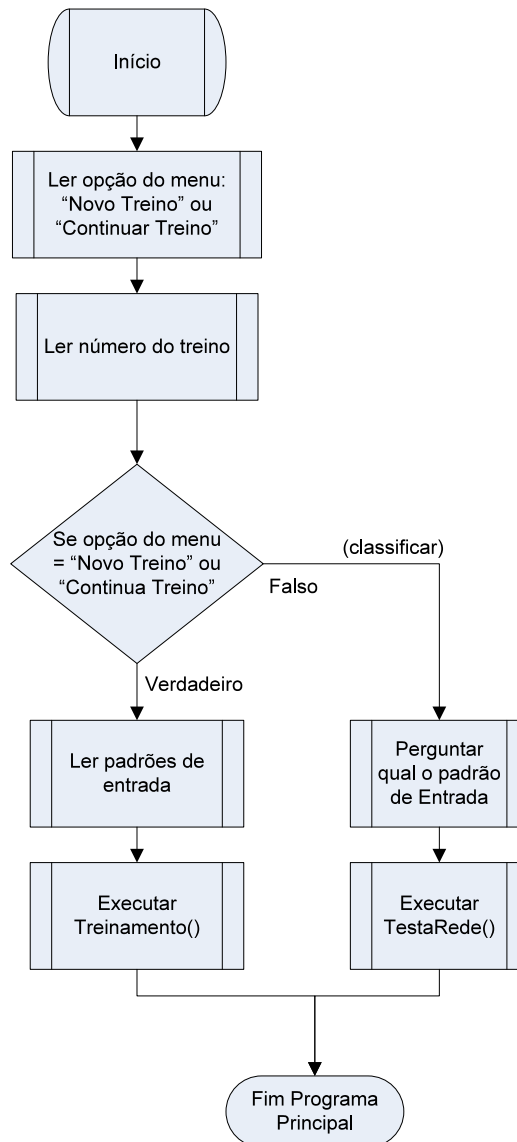 Início
Ler opção do menu:
“Novo Treino” ou
“Continuar Treino”
Ler número do treino
Se opção do menu
= “Novo Treino” ou
“Continua Treino”
(classificar)
Falso
Verdadeiro
Ler padrões de
entrada
Perguntar
qual o padrão
de Entrada
Executar
Treinamento()
Executar
TestaRede()
Fim Programa
Principal